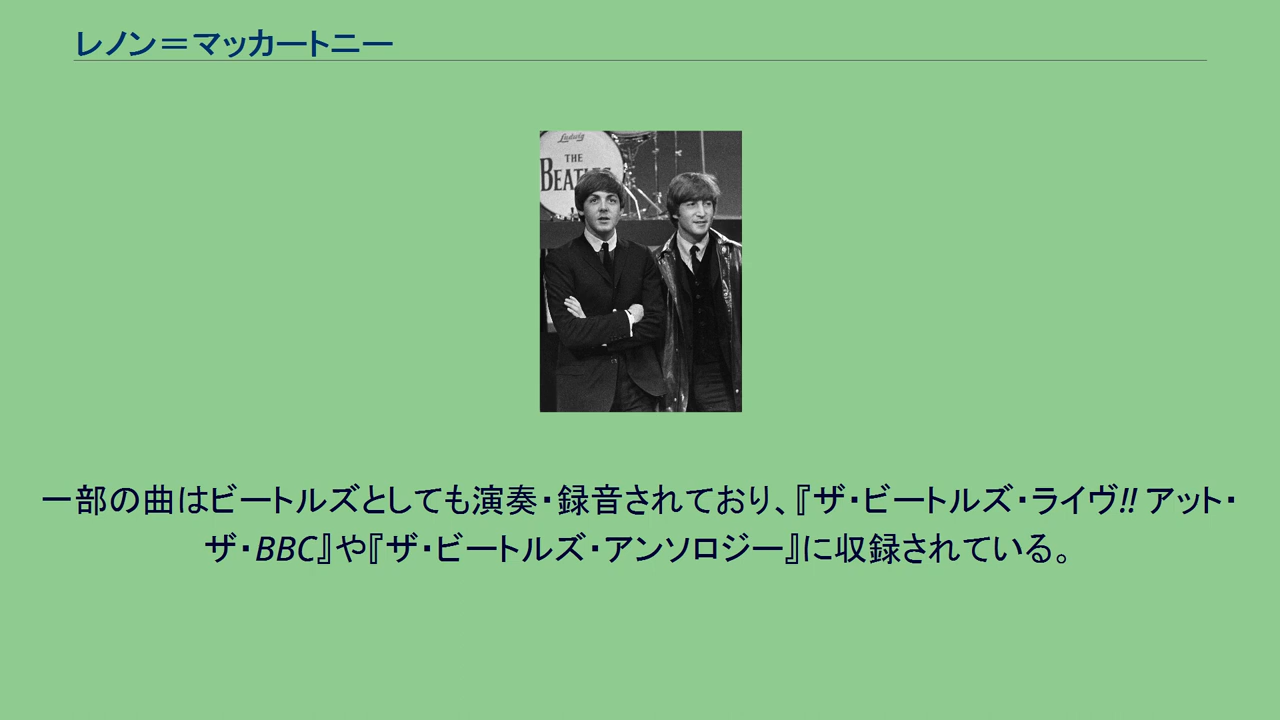 レノン＝マッカートニー
Ludwig
THE
BEATLES
一部の曲はビートルズとしても演奏・録音されており、『ザ・ビートルズ・ライヴ!! アット・
ザ・BBC』や『ザ・ビートルズ・アンソロジー』に収録されている。